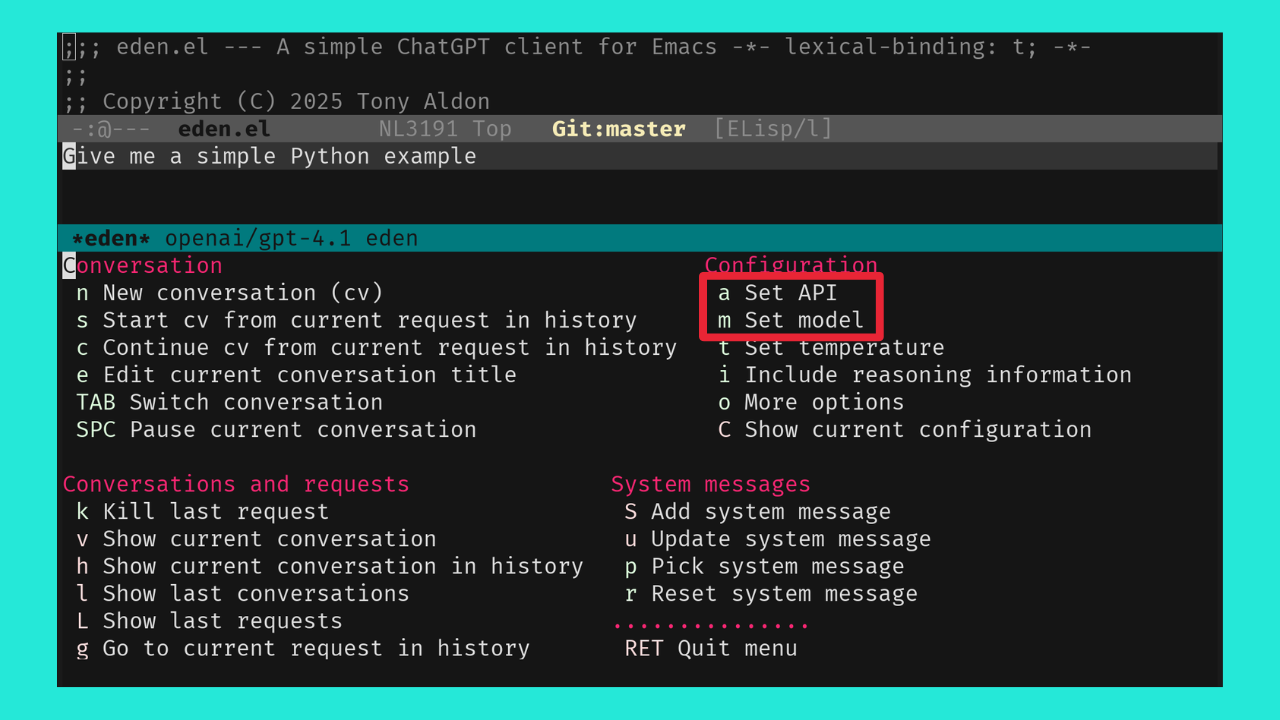 ;;; eden.el --- A simple ChatGPT client for Emacs -*- lexical-binding: t; -*-
;;
;; Copyright (C) 2025 Tony Aldon
-:@--- eden.el NL3191 Top Git:master [ELisp/l]
Give me a simple Python example
*eden* openai/gpt-4.1 eden
Conversation Configuration
n New conversation (cv) a Set API
s Start cv from current request in history m Set model
c Continue cv from current request in history t Set temperature
e Edit current conversation title i Include reasoning information
TAB Switch conversation o More options
SPC Pause current conversation C Show current configuration
Conversations and requests System messages
k Kill last request S Add system message
v Show current conversation u Update system message
h Show current conversation in history p Pick system message
l Show last conversations r Reset system message
L Show last requests ...............
g Go to current request in history RET Quit menu